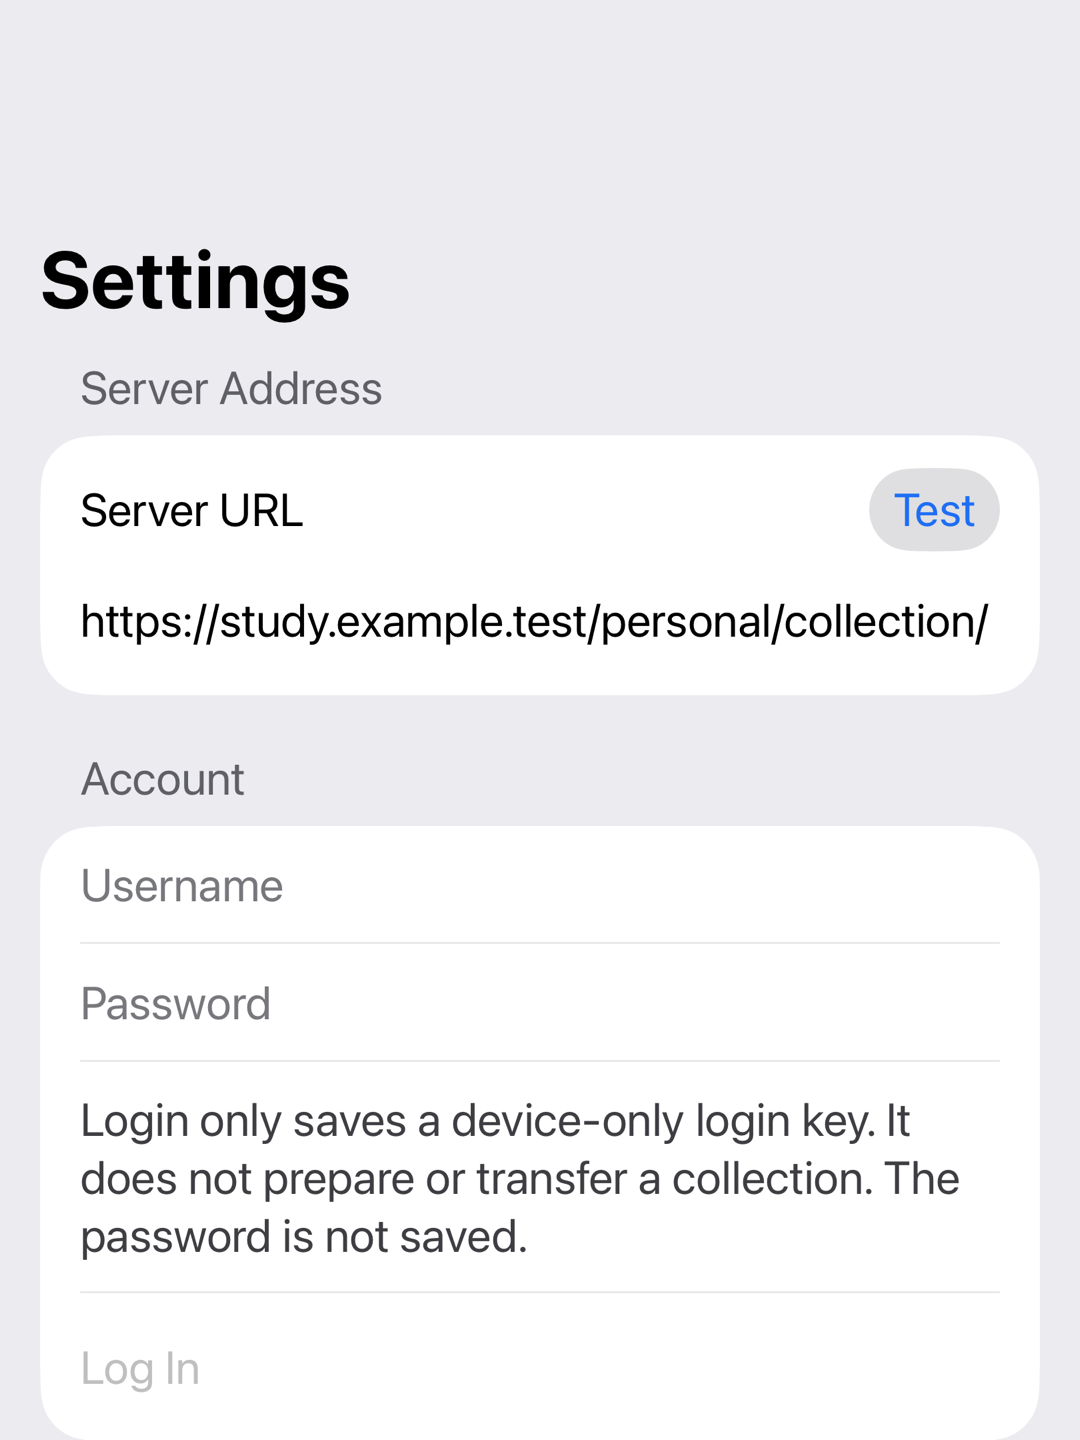 Settings
Server Address
Server URL
Test
https://study.example.test/personal/collection/
Account
Username
Password
Login only saves a device-only login key. It
does not prepare or transfer a collection. The
password is not saved.
Log In